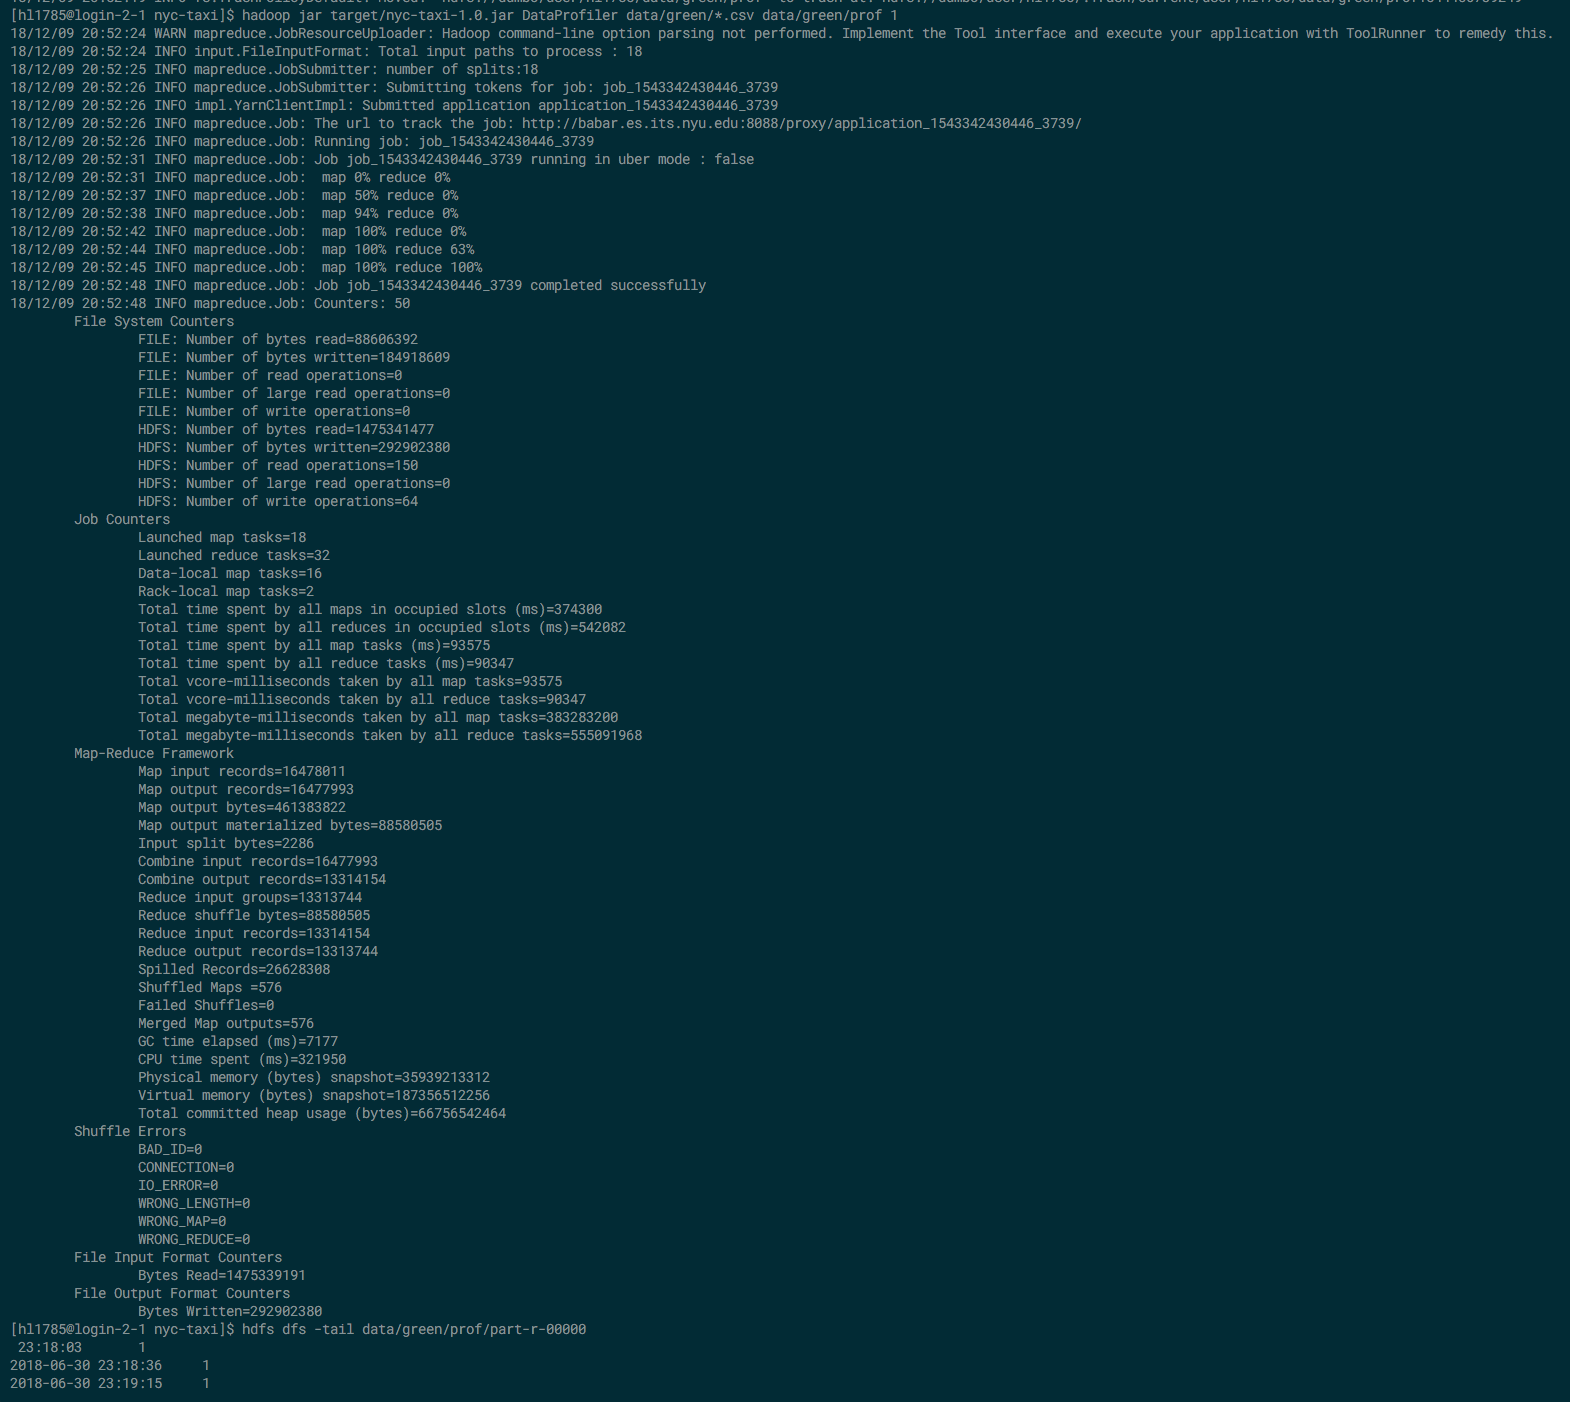 [hl1785@login-2-1 nyc-taxi]$ hadoop jar target/nyc-taxi-1.0.jar DataProfiler data/green/*.csv data/green/prof 1
18/12/09 20:52:24 WARN mapreduce.JobResourceUploader: Hadoop command-line option parsing not performed. Implement the Tool interface and execute your application with ToolRunner to remedy this.
18/12/09 20:52:24 INFO input.FileInputFormat: Total input paths to process : 18
18/12/09 20:52:25 INFO mapreduce.JobSubmitter: number of splits:18
18/12/09 20:52:26 INFO mapreduce.JobSubmitter: Submitting tokens for job: job_1543342430446_3739
18/12/09 20:52:26 INFO impl.YarnClientImpl: Submitted application application_1543342430446_3739
18/12/09 20:52:26 INFO mapreduce.Job: The url to track the job: http://babar.es.its.nyu.edu:8088/proxy/application_1543342430446_3739/
18/12/09 20:52:26 INFO mapreduce.Job: Running job: job_1543342430446_3739
18/12/09 20:52:31 INFO mapreduce.Job: Job job_1543342430446_3739 running in uber mode : false
18/12/09 20:52:31 INFO mapreduce.Job:  map 0% reduce 0%
18/12/09 20:52:37 INFO mapreduce.Job:  map 50% reduce 0%
18/12/09 20:52:38 INFO mapreduce.Job:  map 94% reduce 0%
18/12/09 20:52:42 INFO mapreduce.Job:  map 100% reduce 0%
18/12/09 20:52:44 INFO mapreduce.Job:  map 100% reduce 63%
18/12/09 20:52:45 INFO mapreduce.Job:  map 100% reduce 100%
18/12/09 20:52:48 INFO mapreduce.Job: Job job_1543342430446_3739 completed successfully
18/12/09 20:52:48 INFO mapreduce.Job: Counters: 50
File System Counters
FILE: Number of bytes read=88606392
FILE: Number of bytes written=184918609
FILE: Number of read operations=0
FILE: Number of large read operations=0
FILE: Number of write operations=0
HDFS: Number of bytes read=1475341477
HDFS: Number of bytes written=292902380
HDFS: Number of read operations=150
HDFS: Number of large read operations=0
HDFS: Number of write operations=64
Job Counters
Launched map tasks=18
Launched reduce tasks=32
Data-local map tasks=16
Rack-local map tasks=2
Total time spent by all maps in occupied slots (ms)=374300
Total time spent by all reduces in occupied slots (ms)=542082
Total time spent by all map tasks (ms)=93575
Total time spent by all reduce tasks (ms)=90347
Total vcore-milliseconds taken by all map tasks=93575
Total vcore-milliseconds taken by all reduce tasks=90347
Total megabyte-milliseconds taken by all map tasks=383283200
Total megabyte-milliseconds taken by all reduce tasks=555091968
Map-Reduce Framework
Map input records=16478011
Map output records=16477993
Map output bytes=461383822
Map output materialized bytes=88580505
Input split bytes=2286
Combine input records=16477993
Combine output records=13314154
Reduce input groups=13313744
Reduce shuffle bytes=88580505
Reduce input records=13314154
Reduce output records=13313744
Spilled Records=26628308
Shuffled Maps =576
Failed Shuffles=0
Merged Map outputs=576
GC time elapsed (ms)=7177
CPU time spent (ms)=321950
Physical memory (bytes) snapshot=35939213312
Virtual memory (bytes) snapshot=187356512256
Total committed heap usage (bytes)=66756542464
Shuffle Errors
BAD_ID=0
CONNECTION=0
IO_ERROR=0
WRONG_LENGTH=0
WRONG_MAP=0
WRONG_REDUCE=0
File Input Format Counters
Bytes Read=1475339191
File Output Format Counters
Bytes Written=292902380
[hl1785@login-2-1 nyc-taxi]$ hdfs dfs -tail data/green/prof/part-r-00000
23:18:03 1
2018-06-30 23:18:36 1
2018-06-30 23:19:15 1